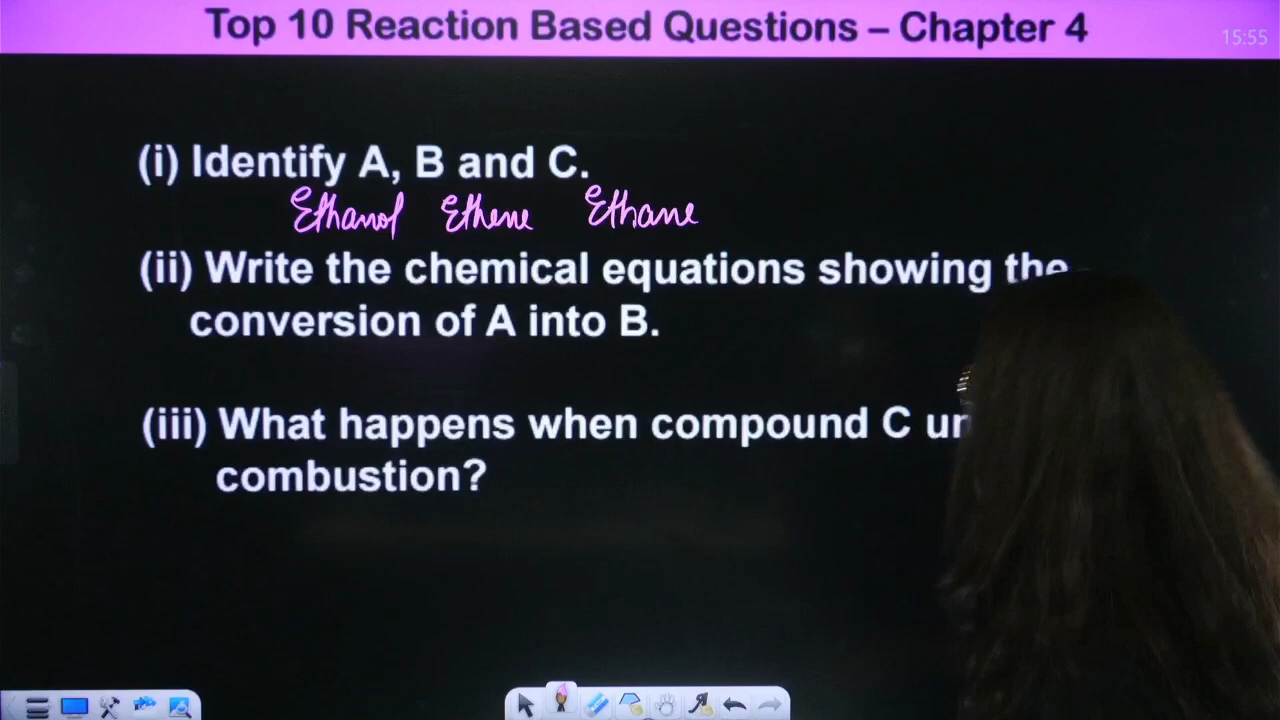 Top 10 Reaction Based Questions – Chapter 4
15:55
(i) Identify A, B and C.
Ethanol Ethene Ethane
(ii) Write the chemical equations showing the
conversion of A into B.
(iii) What happens when compound C
combustion?